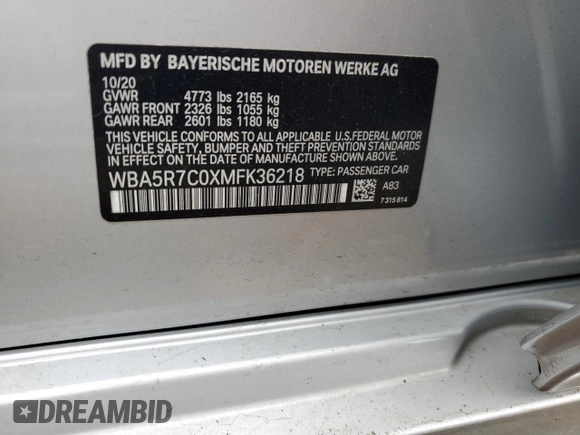 MFD BY BAYERISCHE MOTOREN WERKE AG
10/20
GVWR 4773 lbs 2165 kg
GAWR FRONT 2326 lbs 1055 kg
GAWR REAR 2601 lbs 1180 kg
THIS VEHICLE CONFORMS TO ALL APPLICABLE U.S.FEDERAL MOTOR
VEHICLE SAFETY, BUMPER, AND THEFT PREVENTION STANDARDS
IN EFFECT ON THE DATE OF MANUFACTURE SHOWN ABOVE.
WBA5R7C0XMFK36218 TYPE: PASSENGER CAR
A83
7 315 814
DREAMBID